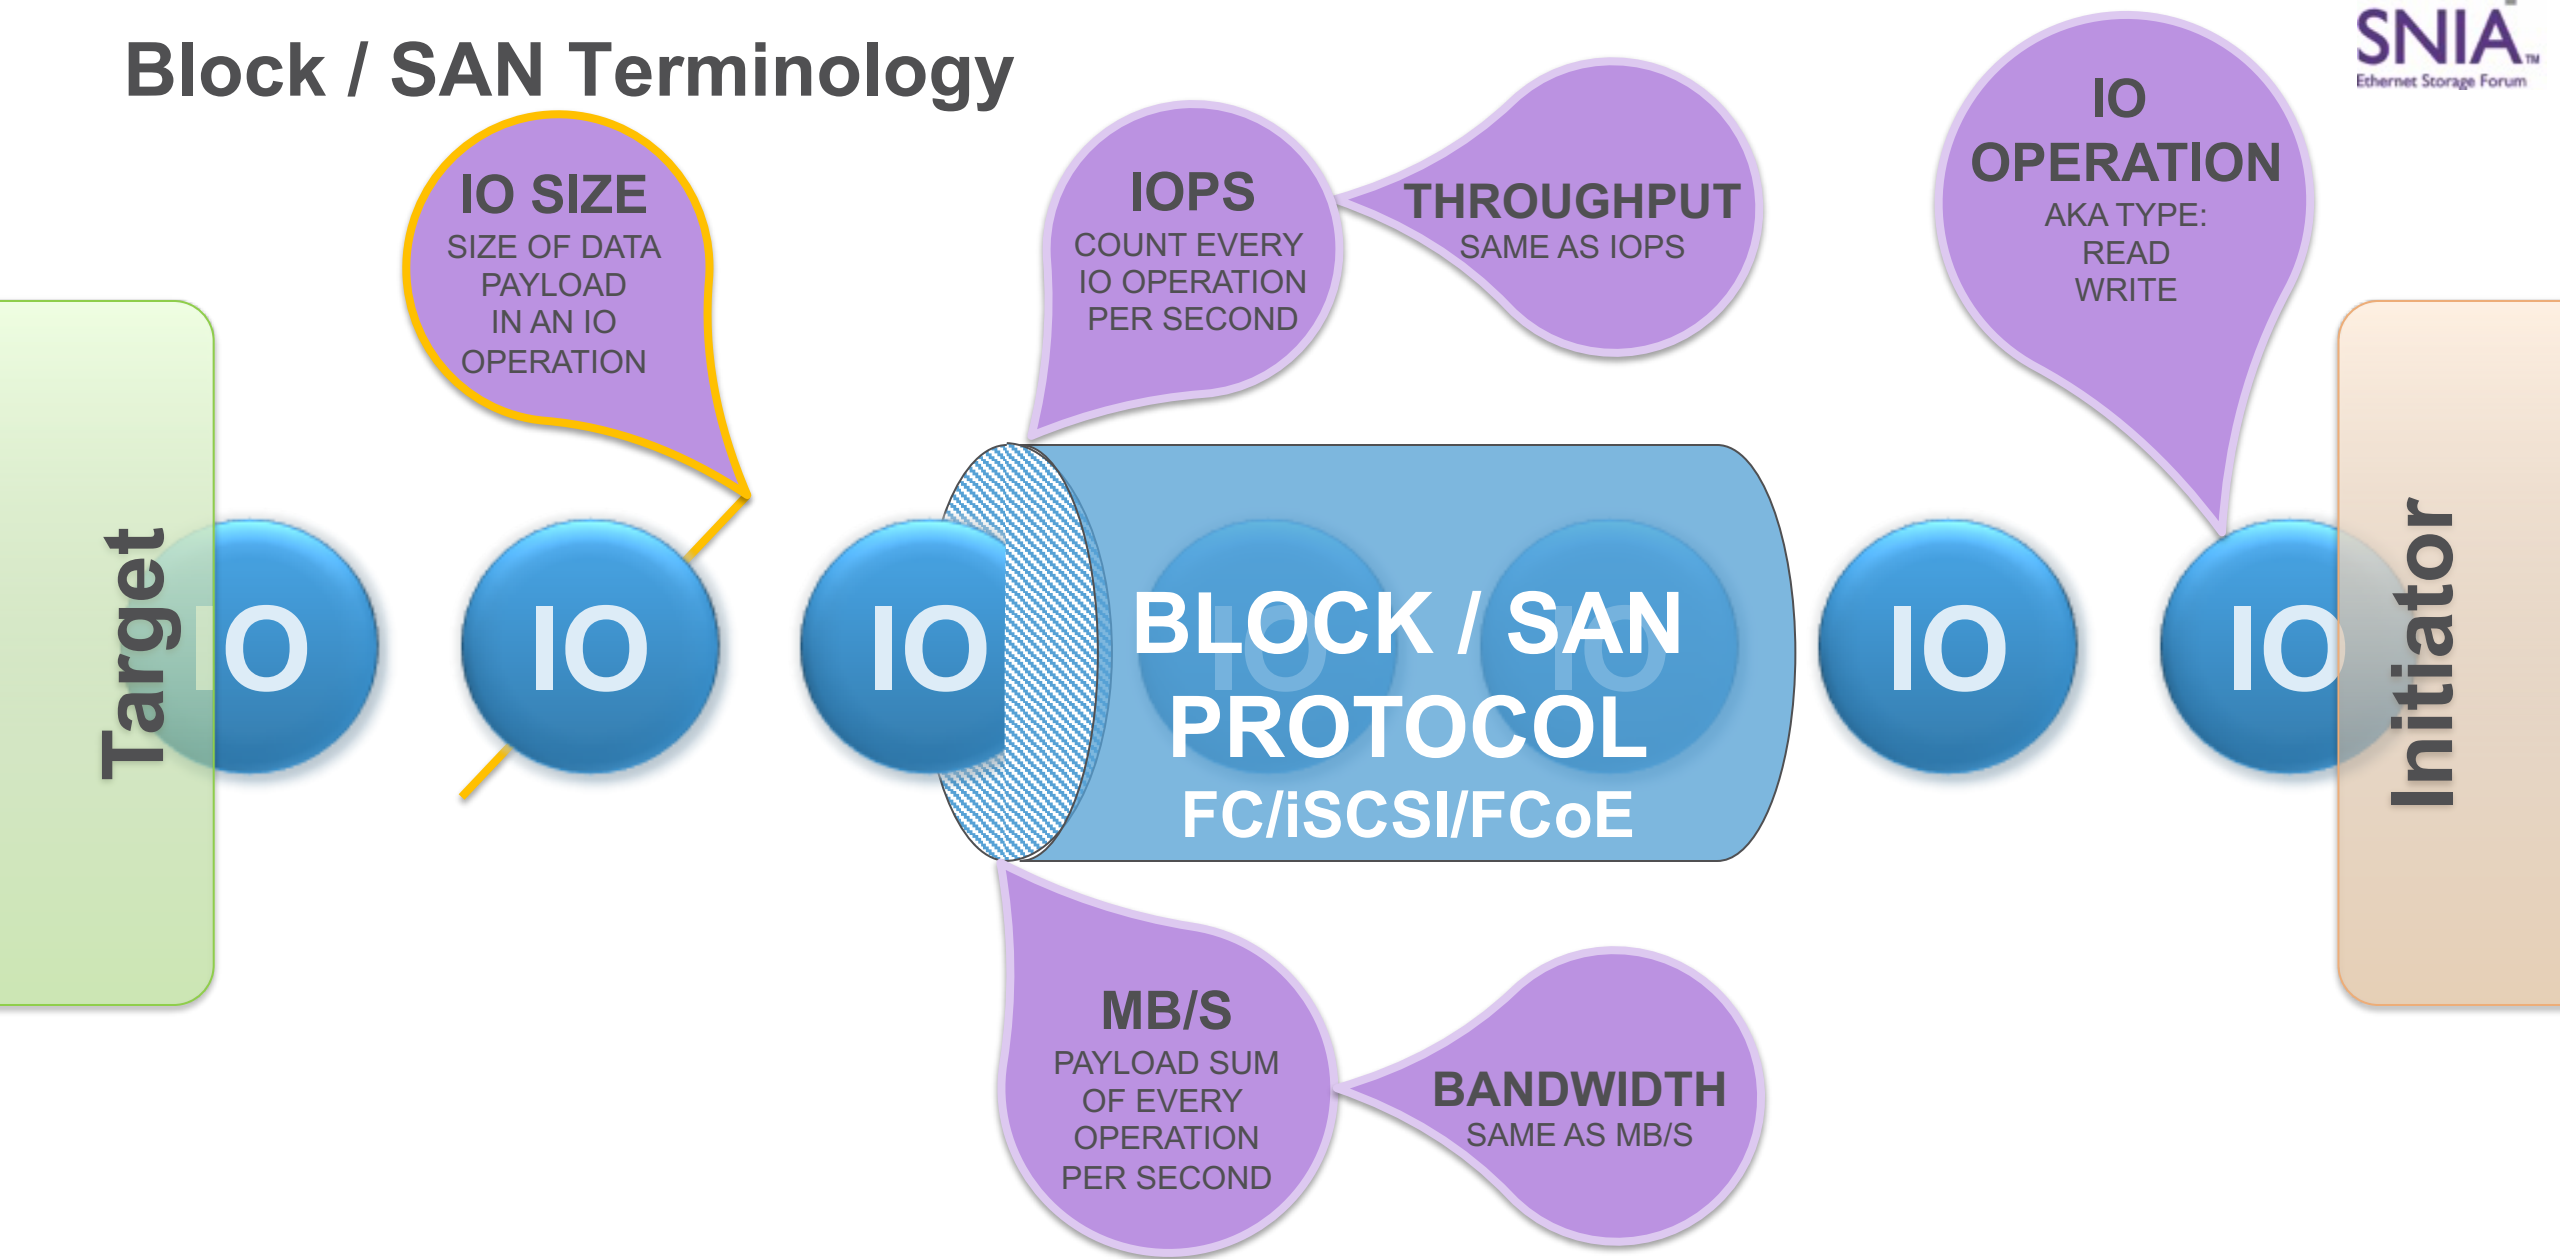 Block / SAN Terminology
SNIA™
Ethernet Storage Forum
IO SIZE
SIZE OF DATA
PAYLOAD
IN AN IO
OPERATION
IOPS
COUNT EVERY
IO OPERATION
PER SECOND
THROUGHPUT
SAME AS IOPS
IO
OPERATION
AKA TYPE:
READ
WRITE
Target
IO
IO
IO
IO
IO
IO
IO
BLOCK / SAN
PROTOCOL
FC/iSCSI/FCoE
Initiator
MB/S
PAYLOAD SUM
OF EVERY
OPERATION
PER SECOND
BANDWIDTH
SAME AS MB/S